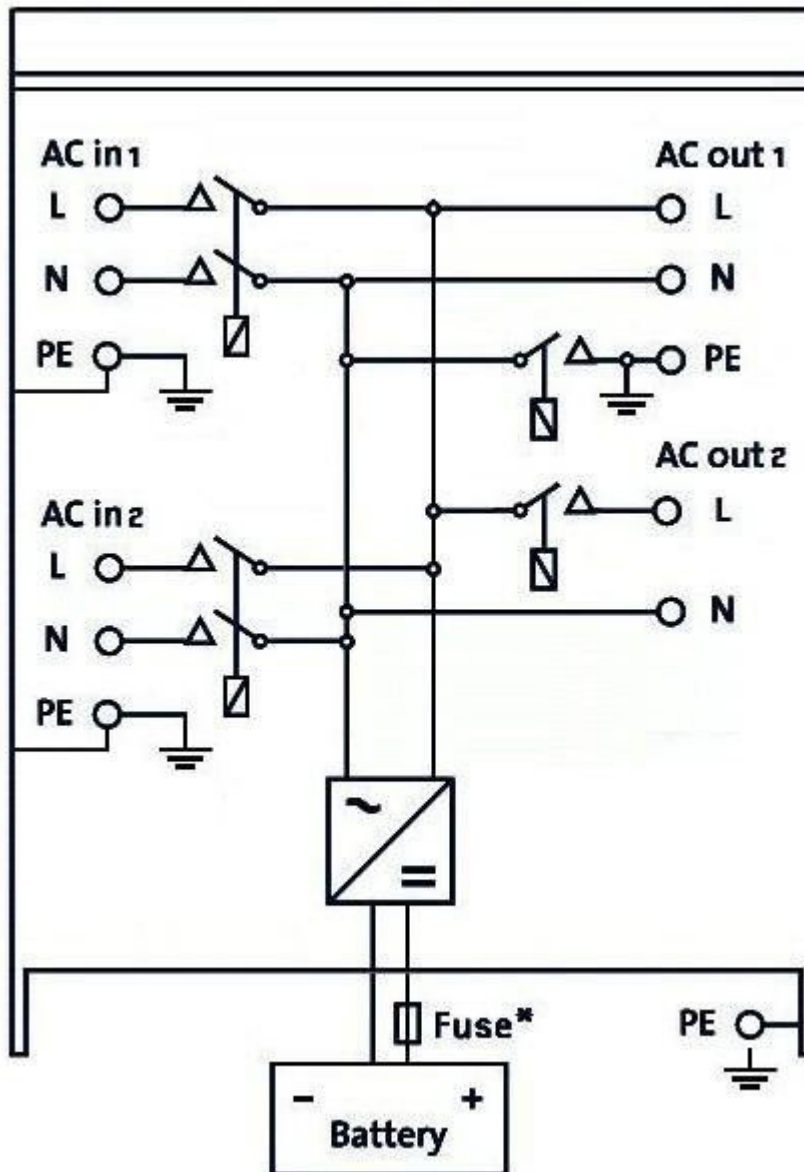 AC in 1
L
N
PE
AC out 1
L
N
PE
AC out 2
L
N
AC in 2
L
N
PE
~
=
Fuse*
PE
- +
Battery